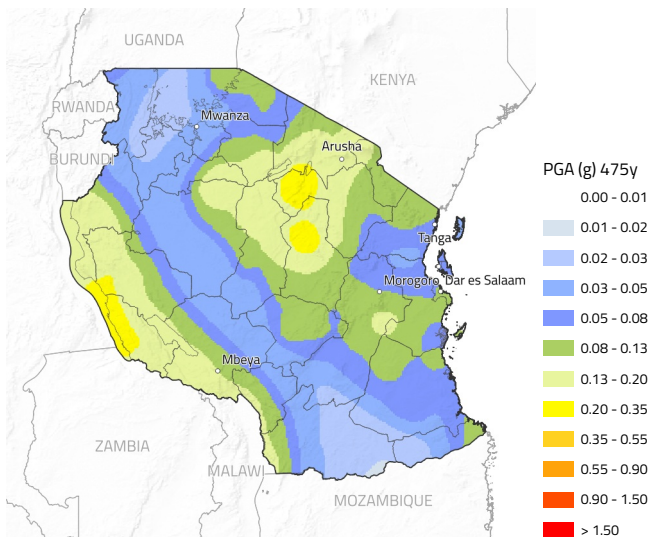 UGANDA
KENYA
RWANDA
Mwanza
BURUNDI
Arusha
Tanga
Morogoro
Dar es Salaam
Mbeya
ZAMBIA
MALAWI
MOZAMBIQUE
PGA (g) 475y
0.00 - 0.01
0.01 - 0.02
0.02 - 0.03
0.03 - 0.05
0.05 - 0.08
0.08 - 0.13
0.13 - 0.20
0.20 - 0.35
0.35 - 0.55
0.55 - 0.90
0.90 - 1.50
> 1.50